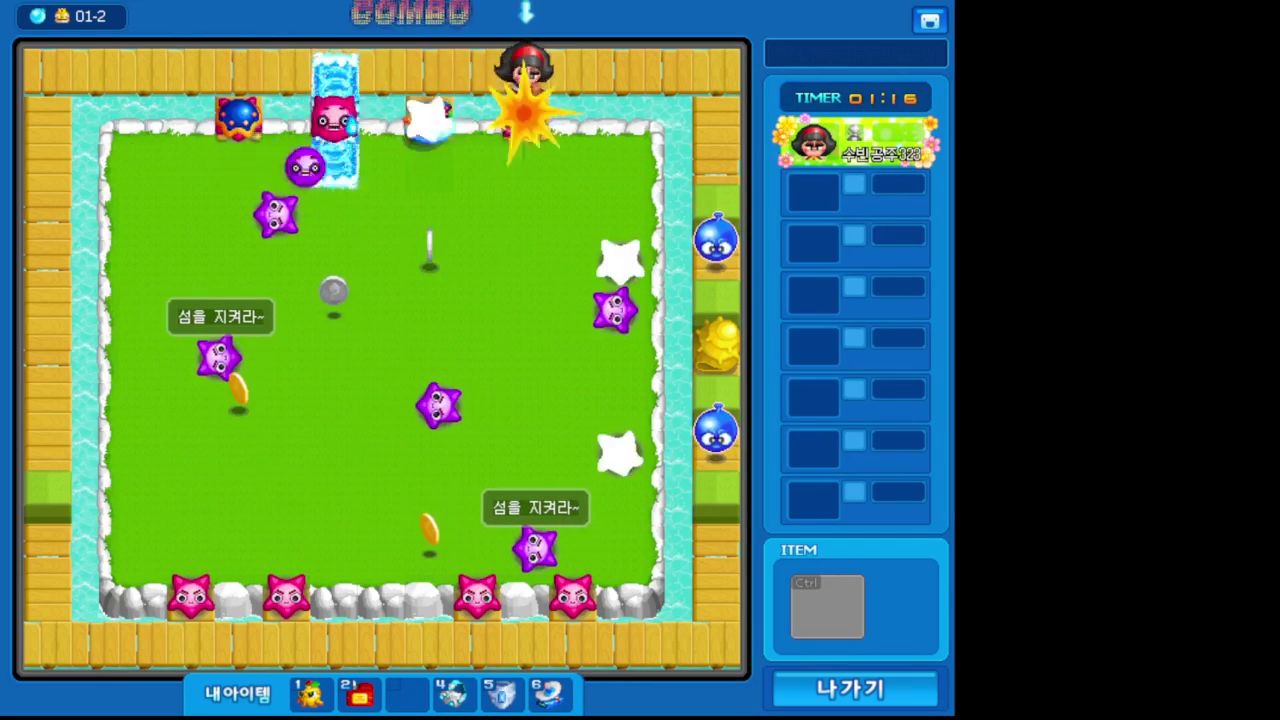 01-2
COMBO
TIMER 01:16
수빈공주323
섬을 지켜라~
섬을 지켜라~
ITEM
Ctrl
내 아이템
1
2
4
5
6
나가기